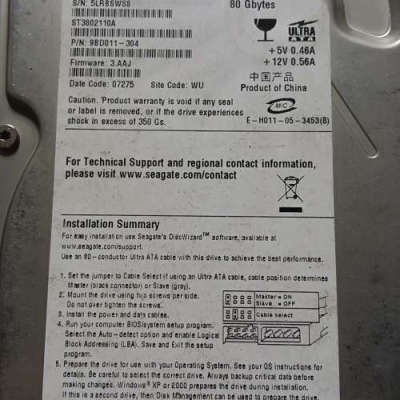 S/N: 5LR8SWS8
80 Gbytes
ST3802110A
P/N: 9BD011-304
Firmware: 3.AAJ
Date Code: 07275 Site Code: WU
ULTRA
ATA
+5V 0.46A
+12V 0.56A
中国产品
Product of China
Caution: Product warranty is void if any seal
or label is removed, or if the drive experiences
shock in excess of 350 Gs.
MIC
E-H011-05-3453(B)
For Technical Support and regional contact information,
please visit www.seagate.com/contact
Installation Summary
For easy installation use Seagate's DiscWizard™ software, available at
www.seagate.com/support.
Use an 80-conductor Ultra ATA cable with this drive to achieve the best performance.
1. Set the jumper to Cable Select if using an Ultra ATA cable, cable position determines
Master (black connector) or Slave (gray).
2. Mount the drive using two screws per side.
Do not over tighten the screws.
3. Install the power and data cables.
4. Run your computer BIOS/system setup program.
Select the Auto-detect option and enable Logical
Block Addressing (LBA). Save and Exit the setup
program.
Master = ON
Slave = OFF
Cable select
5. Prepare the drive for use with your Operating System. See your OS instructions for
details. Be careful to select the correct drive. Always backup critical data before
making changes. Windows® XP or 2000 prepares the drive during installation.
If this is a second drive, then Disk Management can be used to prepare the drive.